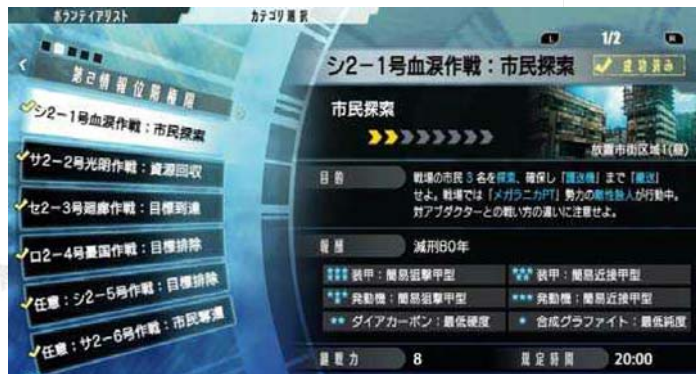 ボランティアリスト
カテゴリ選択
第2情報位階権限
シ2-1号血涙作戦:市民探索
サ2-2号光明作戦:資源回収
セ2-3号廻廊作戦:目標到達
ロ2-4号憂国作戦:目標排除
任意:シ2-5号作戦:目標排除
任意:サ2-6号作戦:市民奪還
L
1/2
R
シ2-1号血涙作戦:市民探索
成功済み
市民探索
放置市街区域1(昼)
目的
戦場の市民3名を探索、確保し「護送機」まで「搬送」
せよ。戦場では「メガラニカPT」勢力の敵性咎人が行動中。
対アブダクターとの戦い方の違いに注意せよ。
報酬
減刑80年
装甲:簡易狙撃甲型
装甲:簡易近接甲型
発動機:簡易狙撃甲型
発動機:簡易近接甲型
ダイアカーボン:最低硬度
合成グラファイト:最低純度
継戦力
8
規定時間
20:00